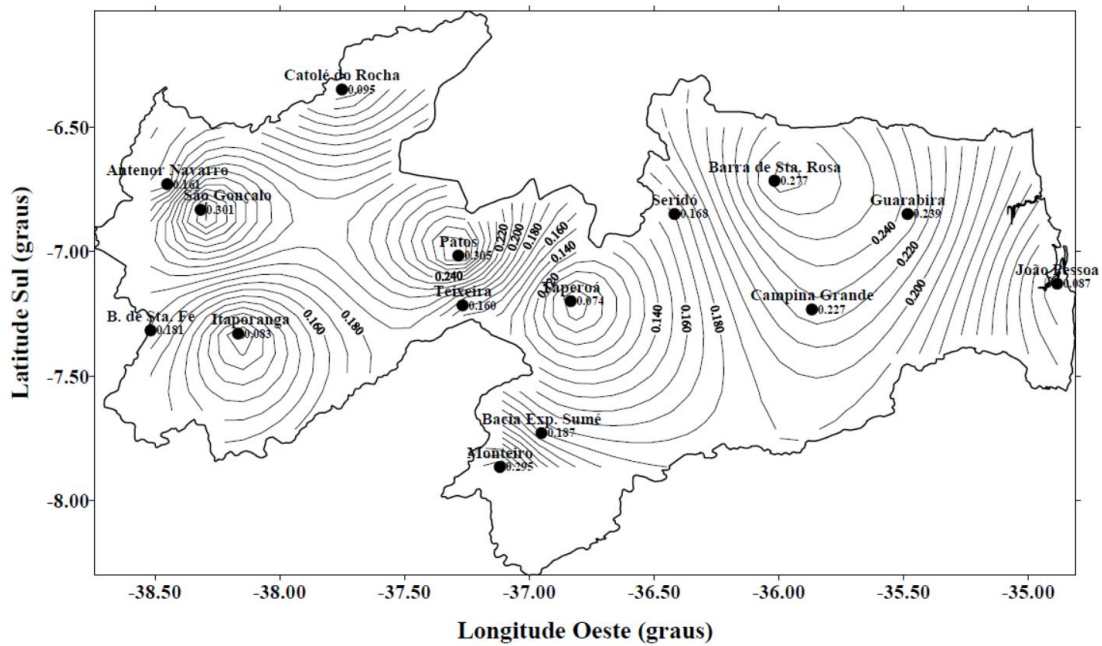 Catolé do Rocha
0.095
-6.50
Antenor Navarro
0.161
São Gonçalo
0.301
Barra de Sta. Rosa
0.277
Seridó
0.168
Guarabira
0.239
Patos
0.305
0.220
0.200
0.180
0.160
0.140
0.120
0.240
0.220
0.200
-7.00
0.240
Teixeira
0.160
Taperoá
0.074
João Pessoa
0.087
Campina Grande
0.227
B. de Sta. Fé
0.181
Itaporanga
0.083
0.160
0.180
0.140
0.160
0.180
-7.50
Bacia Exp. Sumé
0.187
Monteiro
0.295
-8.00
Latitude Sul (graus)
-38.50
-38.00
-37.50
-37.00
-36.50
-36.00
-35.50
-35.00
Longitude Oeste (graus)